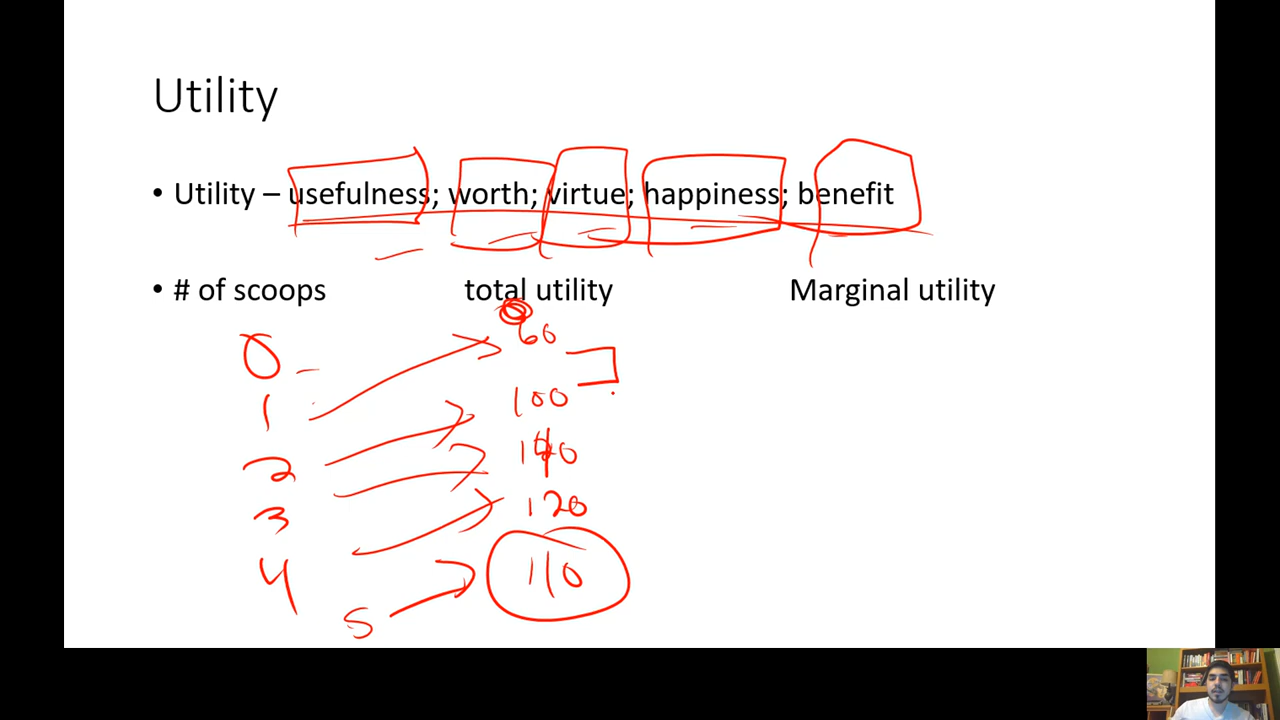 Utility
• Utility – usefulness; worth; virtue; happiness; benefit
• # of scoops total utility Marginal utility
0 60
1 100
2 140
3 120
4 110
5